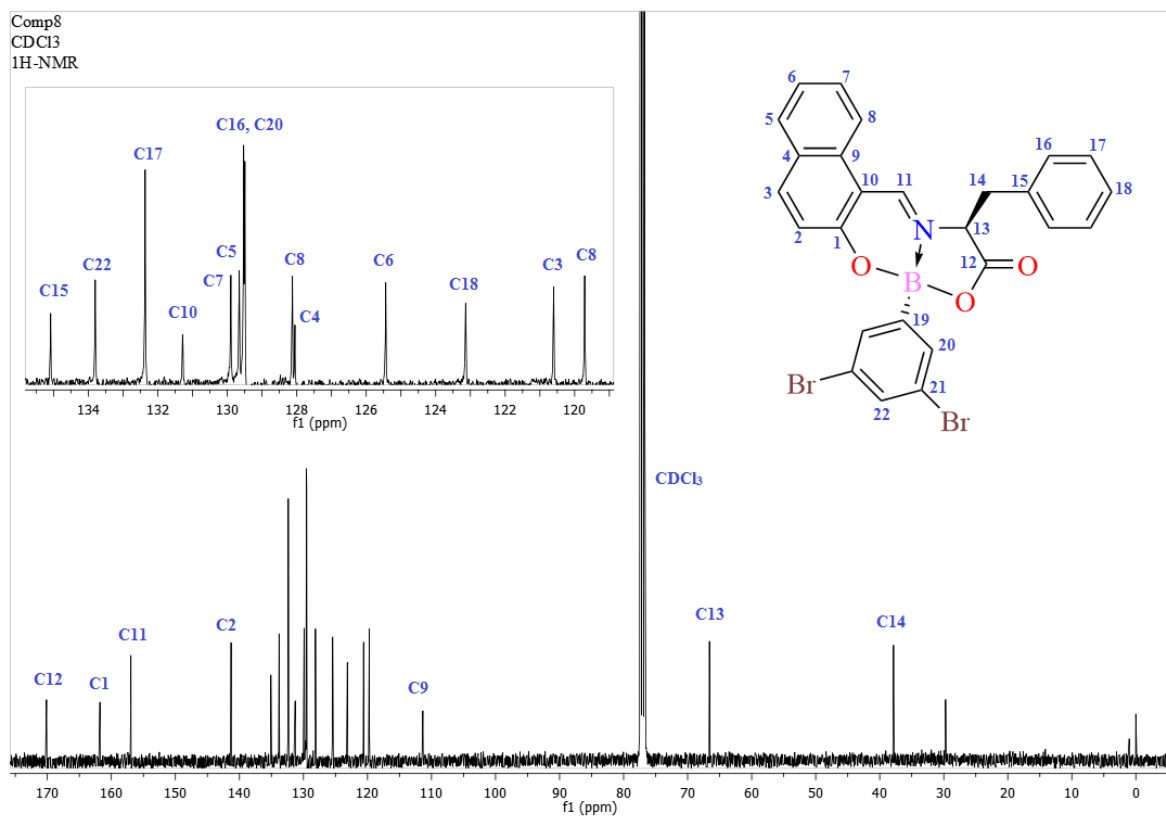 Comp8
CDCl3
1H-NMR
C16, C20
C17
C22
C5
C8
C7
C6
C3
C8
C15
C10
C4
C18
134
132
130
128
126
124
122
120
f1 (ppm)
6
7
5
8
4
9
3
10
11
2
1
14
15
16
17
18
13
12
N
O
B
O
O
19
20
21
22
Br
Br
CDCl3
C12
C1
C11
C2
C9
C13
C14
170
160
150
140
130
120
110
100
90
80
70
60
50
40
30
20
10
0
f1 (ppm)